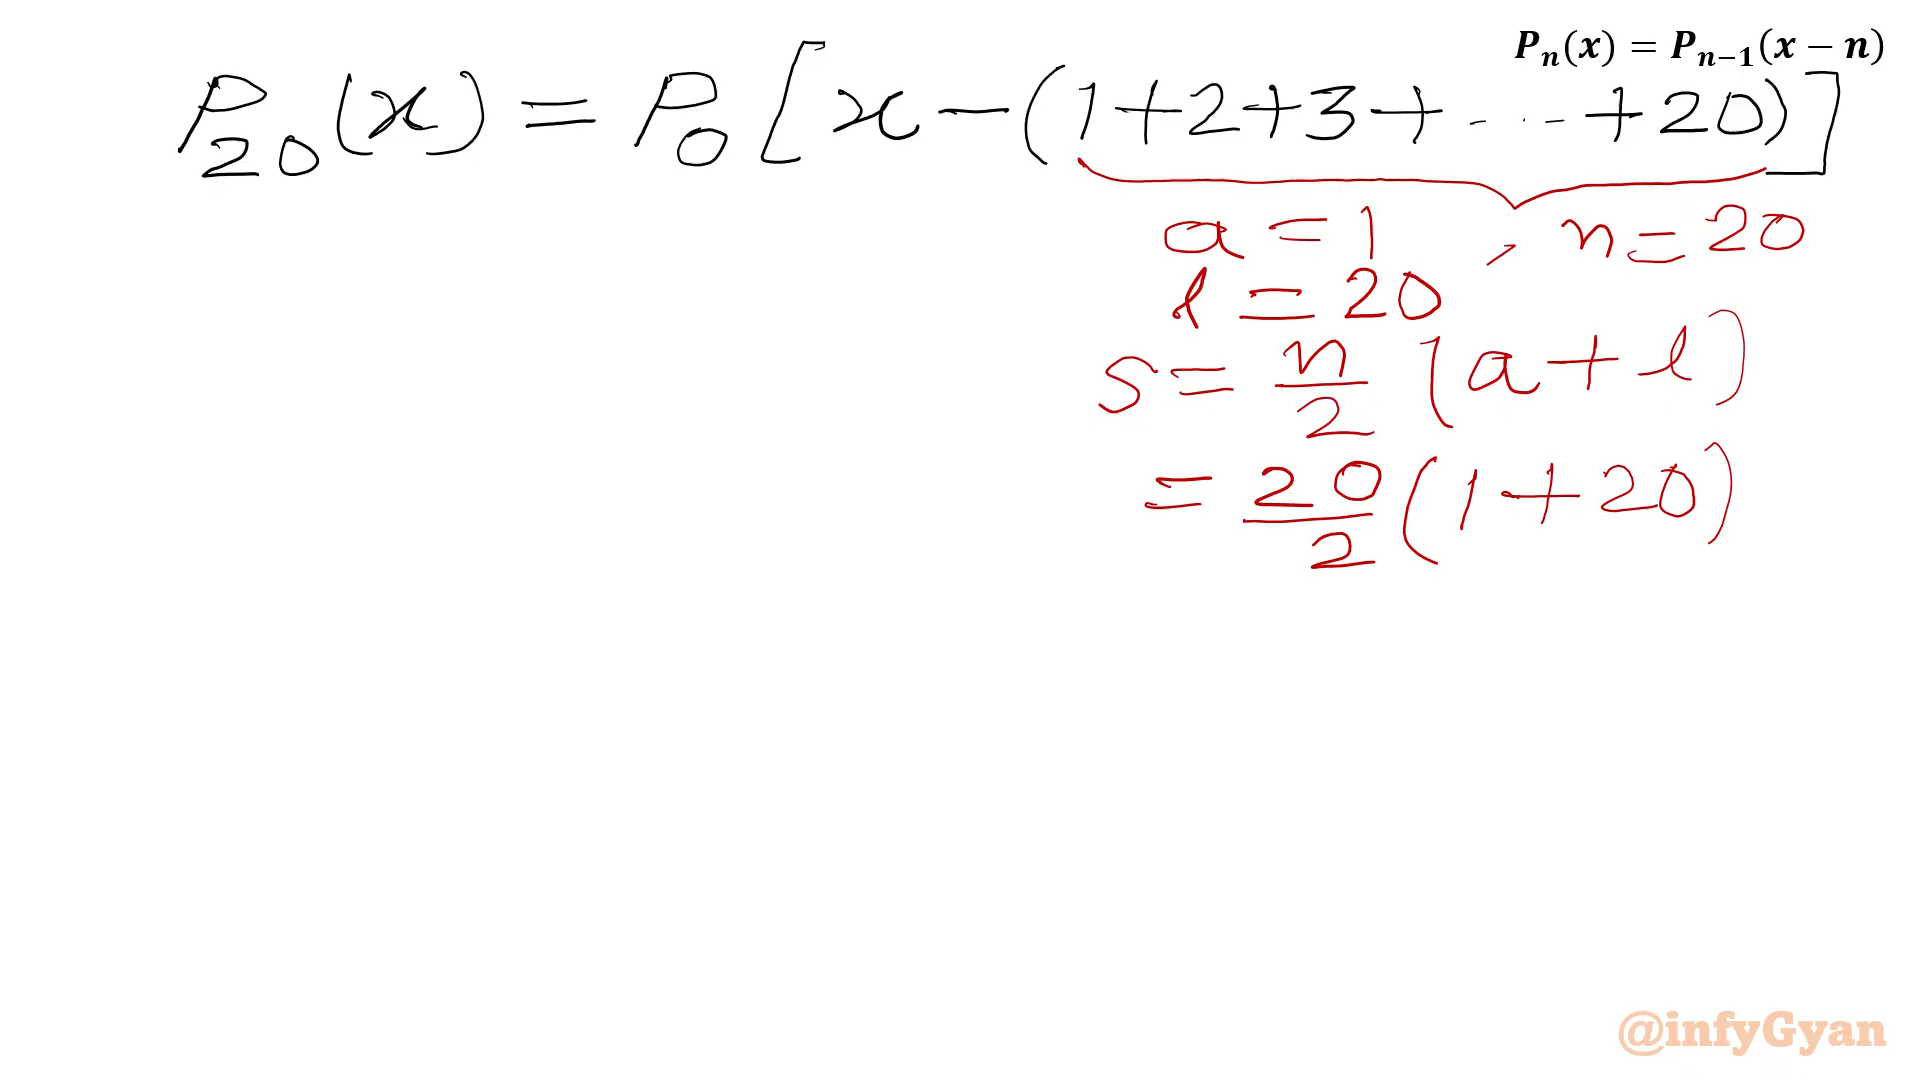 Pₙ(x) = Pₙ₋₁(x − n)
P₂₀(x) = P₀[x − (1+2+3+ ... +20)]
a = 1 , n = 20
l = 20
S = n/2 (a + l)
= 20/2 (1 + 20)
@infyGyan